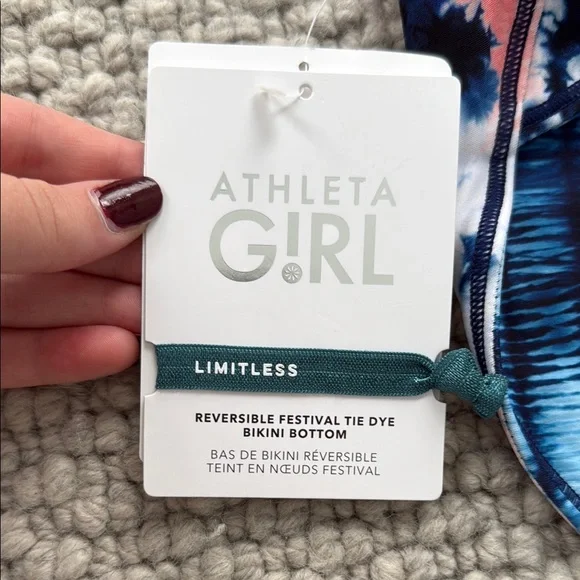 ATHLETA
G!RL
LIMITLESS
REVERSIBLE FESTIVAL TIE DYE
BIKINI BOTTOM
BAS DE BIKINI RÉVERSIBLE
TEINT EN NŒUDS FESTIVAL